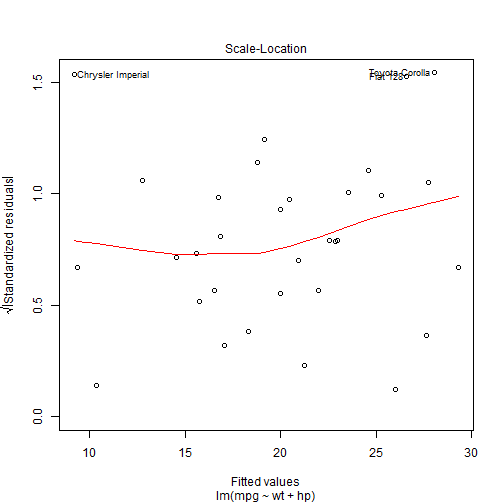 Scale-Location
√|Standardized residuals|
1.5
1.0
0.5
0.0
Chrysler Imperial
Toyota Corolla
Fiat 128
10 15 20 25 30
Fitted values
lm(mpg ~ wt + hp)